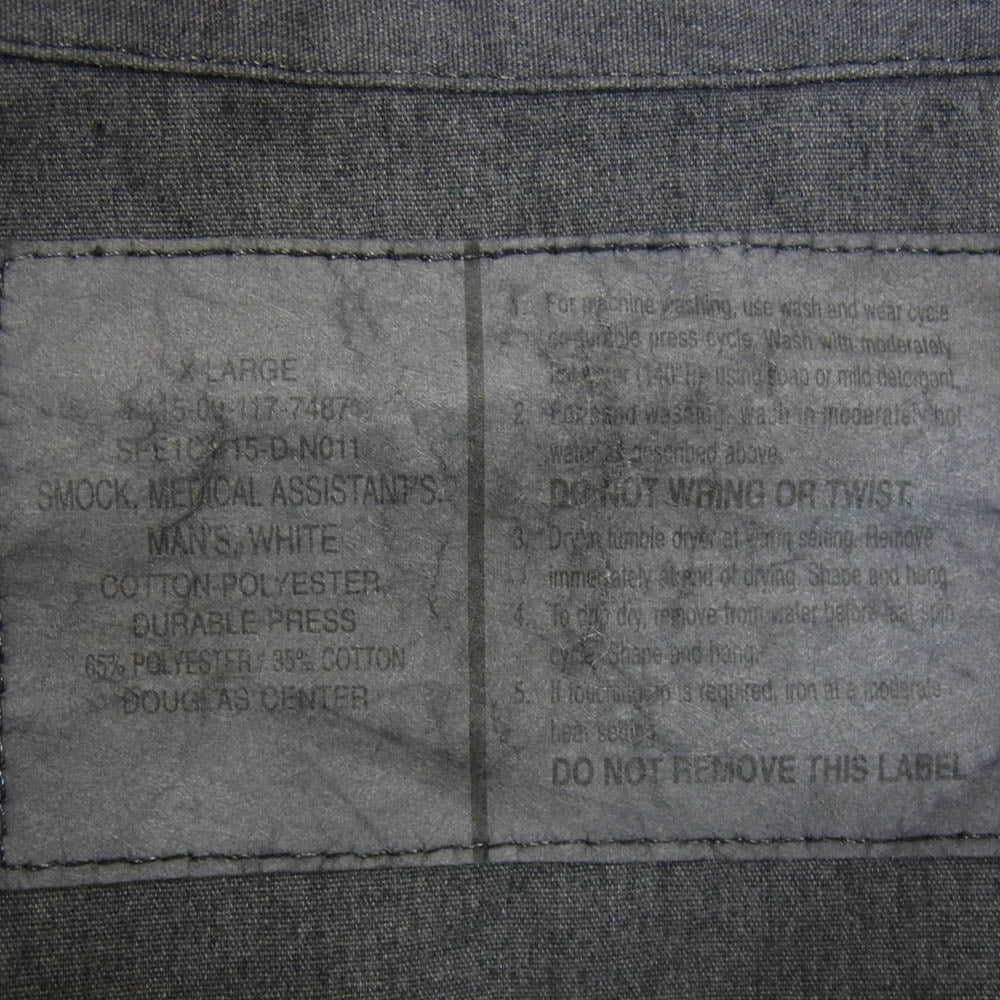 X-LARGE
8415-00-117-7487
15-D-N011
SMOCK, MEDICAL ASSISTANT'S,
MAN'S, WHITE
COTTON-POLYESTER,
DURABLE PRESS
65% POLYESTER / 35% COTTON
DOUGLAS CENTER
1. For machine washing, use wash and wear cycle
or durable press cycle. Wash with moderately
hot water (140°F) using soap or mild detergent.
2. For hand washing, wash in moderately hot
water as described above.
DO NOT WRING OR TWIST.
3. Dry in tumble dryer at warm setting. Remove
immediately at end of drying. Shape and hang.
4. To drip dry, remove from water before last spin
cycle. Shape and hang.
5. If touching up is required, iron at a moderate
heat setting.
DO NOT REMOVE THIS LABEL